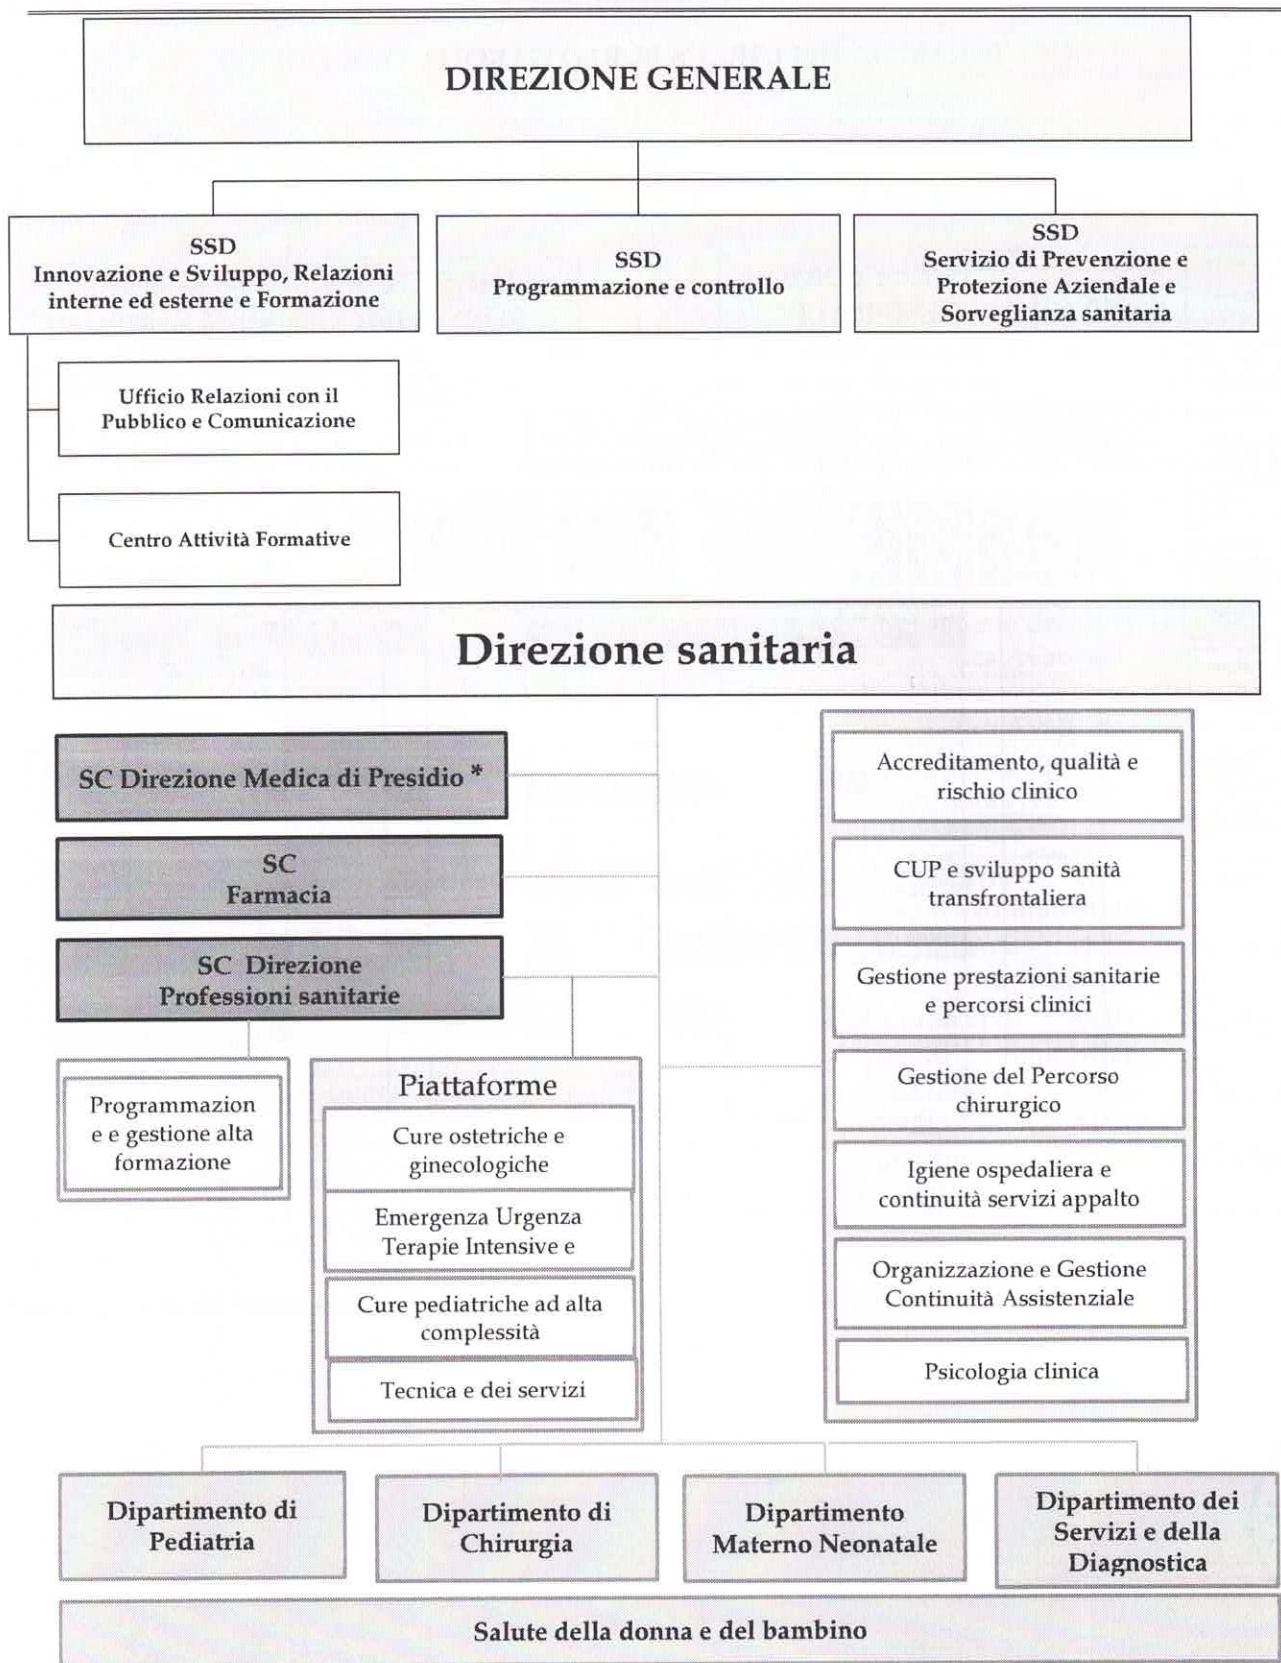 DIREZIONE GENERALE
SSD
Innovazione e Sviluppo, Relazioni
interne ed esterne e Formazione
SSD
Programmazione e controllo
SSD
Servizio di Prevenzione e
Protezione Aziendale e
Sorveglianza sanitaria
Ufficio Relazioni con il
Pubblico e Comunicazione
Centro Attività Formative
Direzione sanitaria
SC Direzione Medica di Presidio *
SC
Farmacia
SC Direzione
Professioni sanitarie
Programmazion
e e gestione alta
formazione
Piattaforme
Cure ostetriche e
ginecologiche
Emergenza Urgenza
Terapie Intensive e
Cure pediatriche ad alta
complessità
Tecnica e dei servizi
Accreditamento, qualità e
rischio clinico
CUP e sviluppo sanità
transfrontaliera
Gestione prestazioni sanitarie
e percorsi clinici
Gestione del Percorso
chirurgico
Igiene ospedaliera e
continuità servizi appalto
Organizzazione e Gestione
Continuità Assistenziale
Psicologia clinica
Dipartimento di
Pediatria
Dipartimento di
Chirurgia
Dipartimento
Materno Neonatale
Dipartimento dei
Servizi e della
Diagnostica
Salute della donna e del bambino